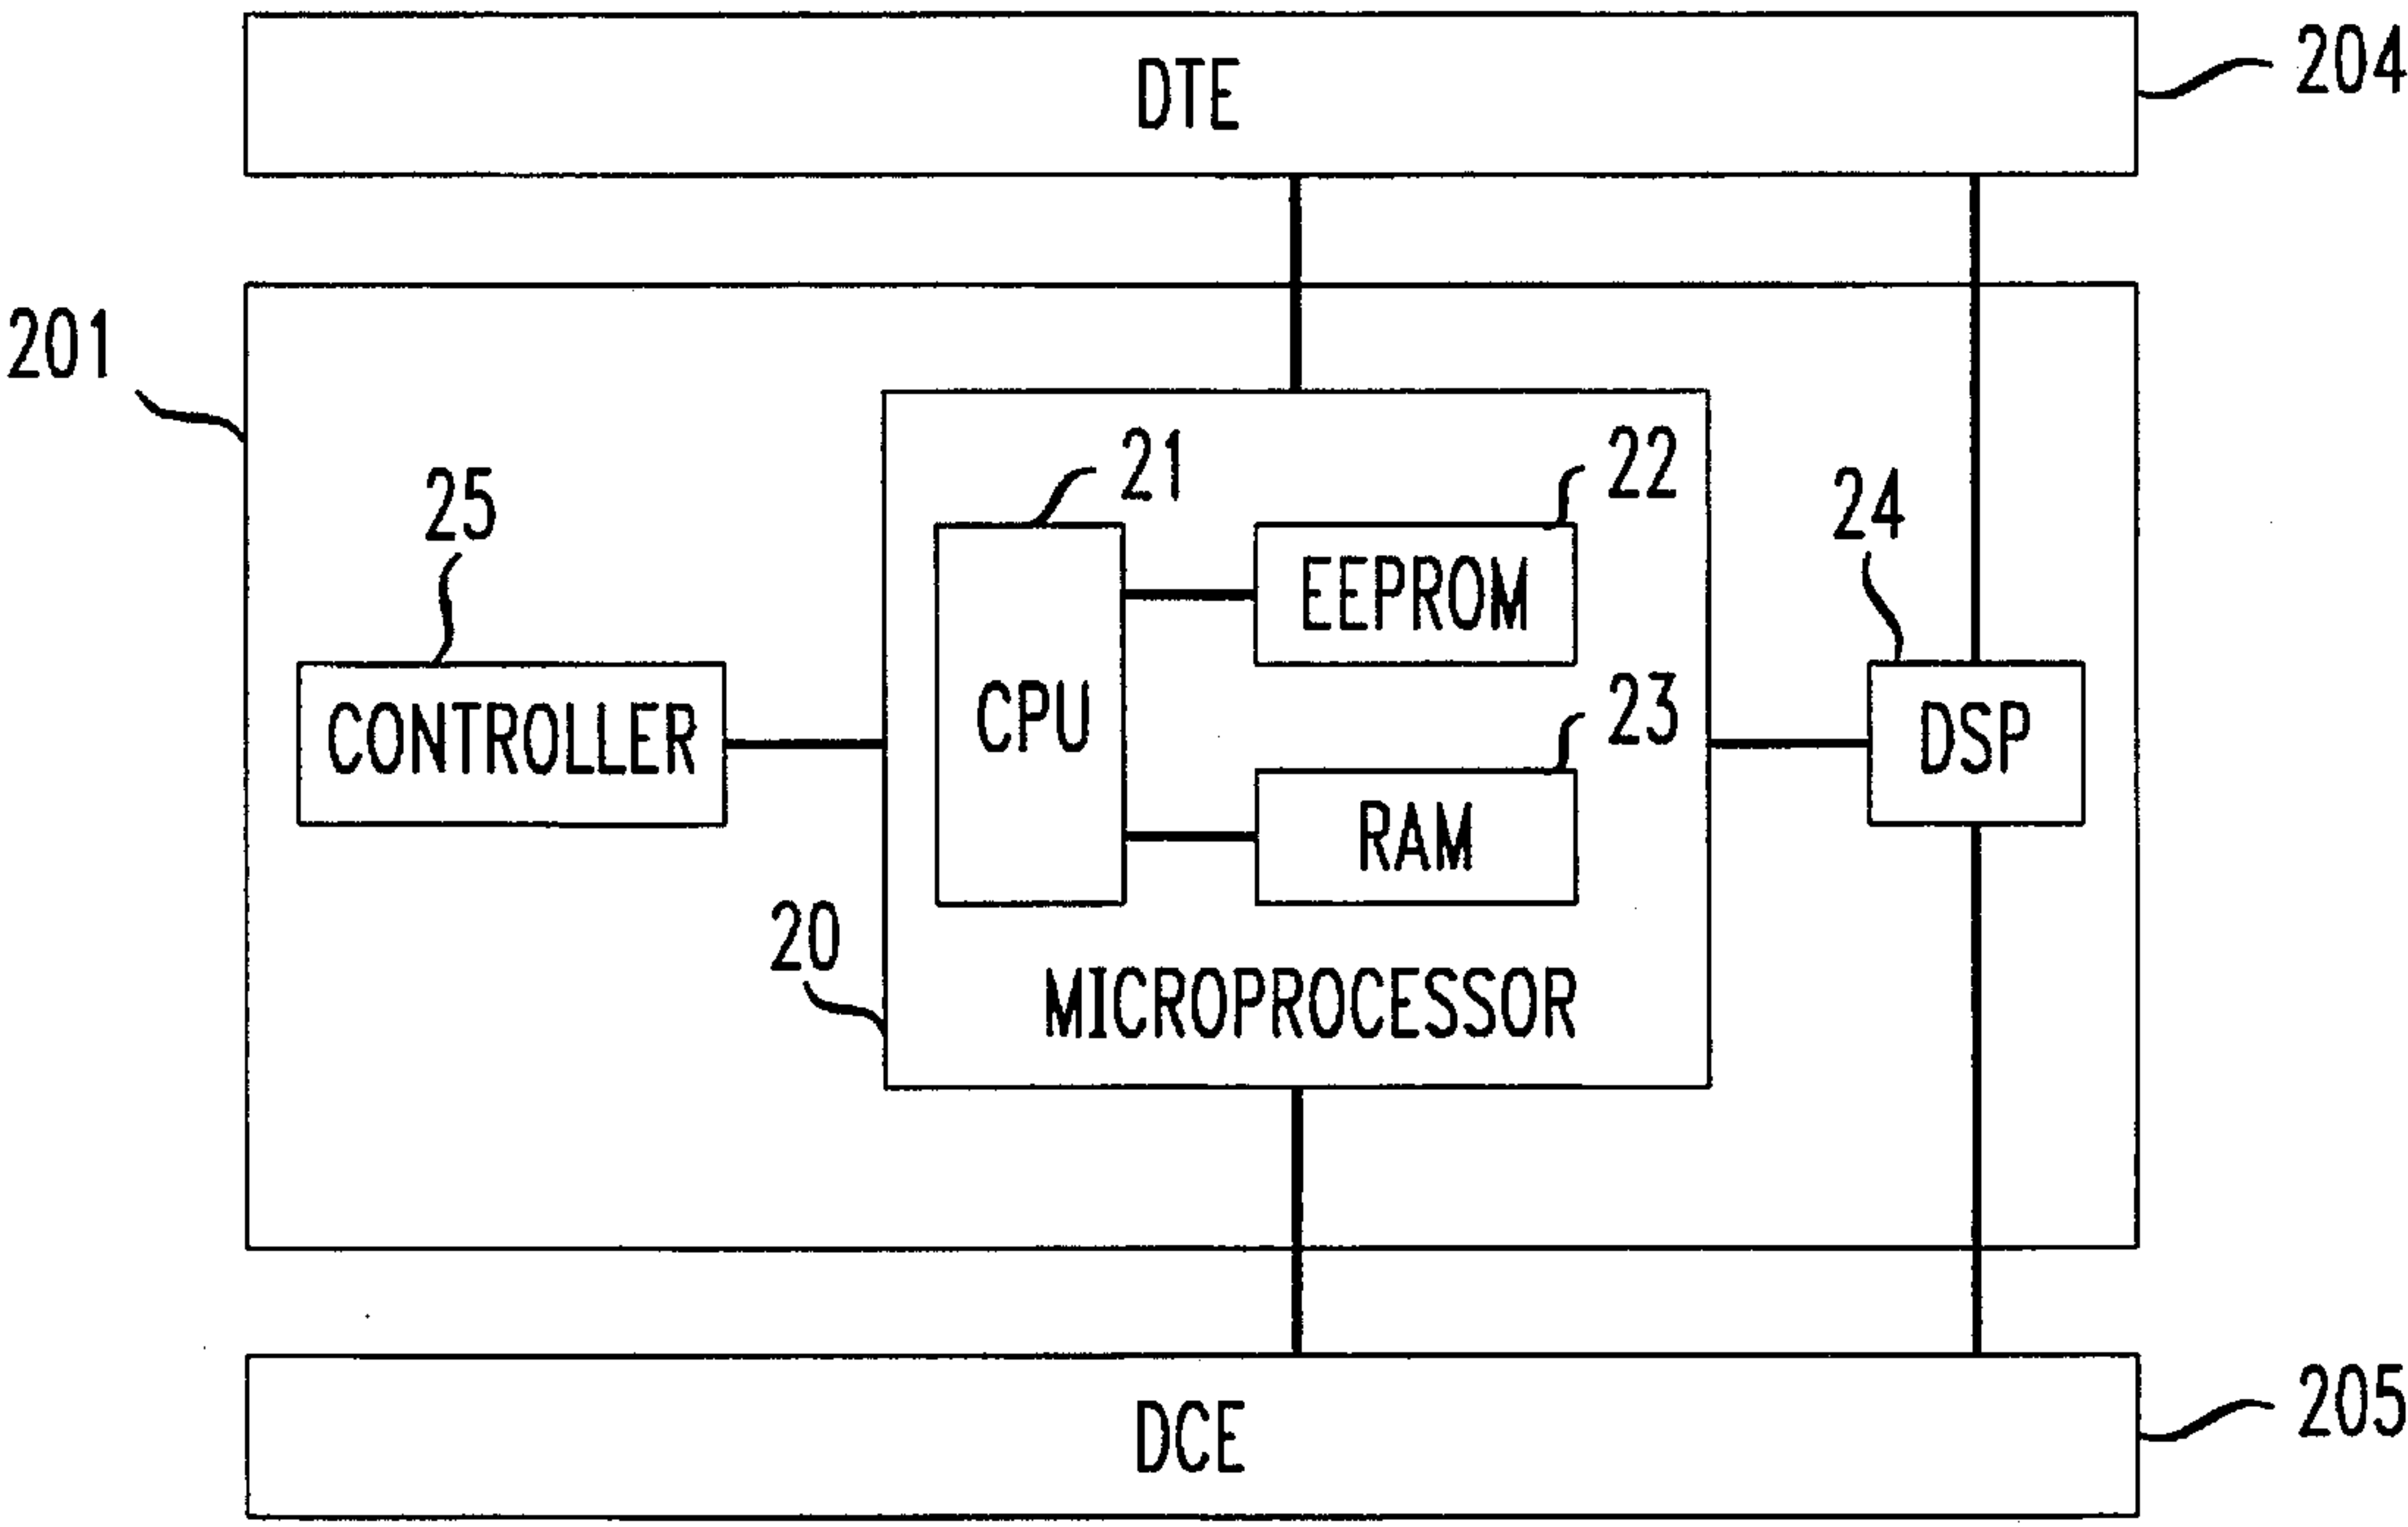 DTE
204
201
21
22
25
24
EEPROM
CPU
23
CONTROLLER
DSP
RAM
20
MICROPROCESSOR
DCE
205